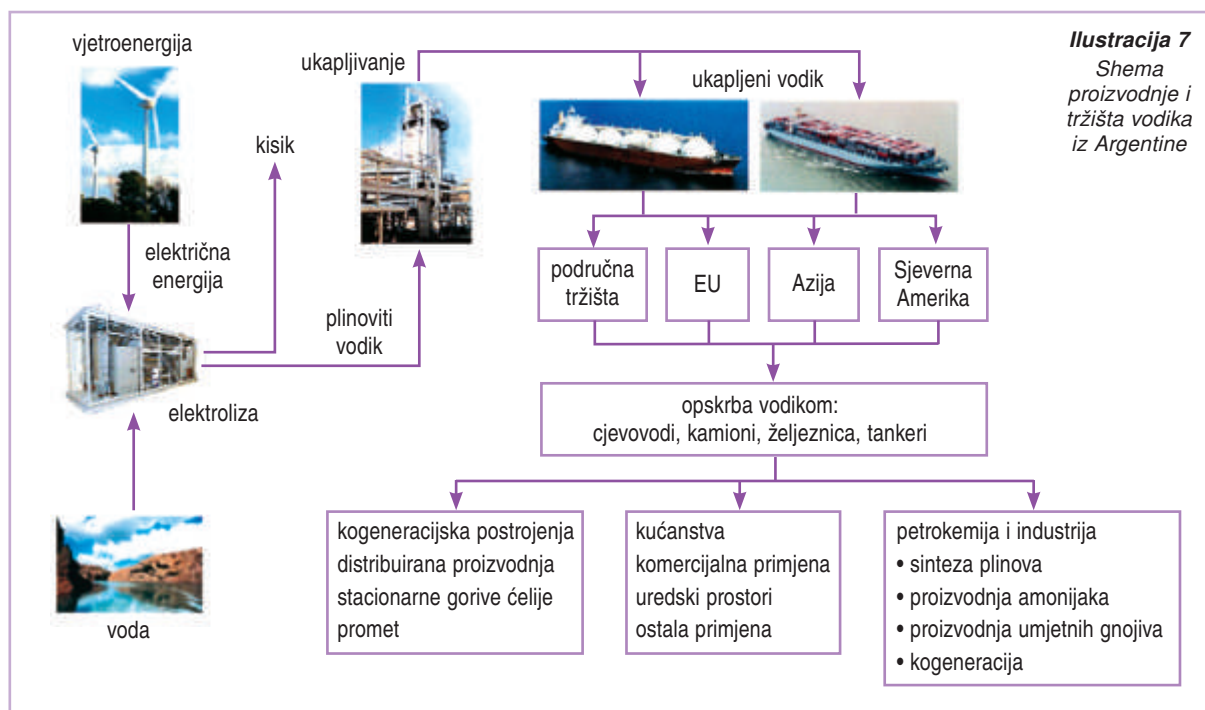 vjetroenergija
ukapljivanje
ukapljeni vodik
Ilustracija 7
Shema
proizvodnje i
tržišta vodika
iz Argentine
kisik
električna
energija
plinoviti
vodik
elektroliza
voda
područna
tržišta
EU
Azija
Sjeverna
Amerika
opskrba vodikom:
cjevovodi, kamioni, željeznica, tankeri
kogeneracijska postrojenja
distribuirana proizvodnja
stacionarne gorive ćelije
promet
kućanstva
komercijalna primjena
uredski prostori
ostala primjena
petrokemija i industrija
• sinteza plinova
• proizvodnja amonijaka
• proizvodnja umjetnih gnojiva
• kogeneracija